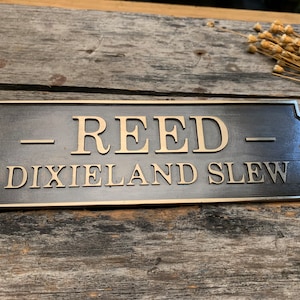 — REED —
DIXIELAND SLEW